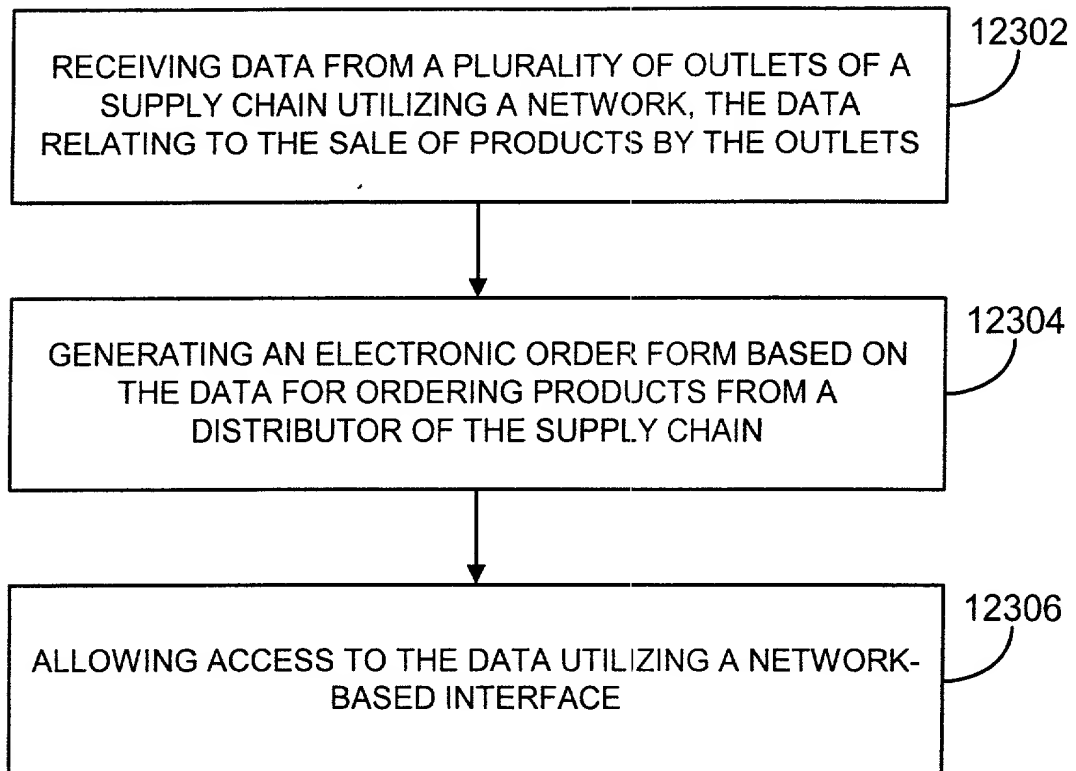 12302
RECEIVING DATA FROM A PLURALITY OF OUTLETS OF A
SUPPLY CHAIN UTILIZING A NETWORK, THE DATA
RELATING TO THE SALE OF PRODUCTS BY THE OUTLETS
12304
GENERATING AN ELECTRONIC ORDER FORM BASED ON
THE DATA FOR ORDERING PRODUCTS FROM A
DISTRIBUTOR OF THE SUPPLY CHAIN
12306
ALLOWING ACCESS TO THE DATA UTILIZING A NETWORK-
BASED INTERFACE